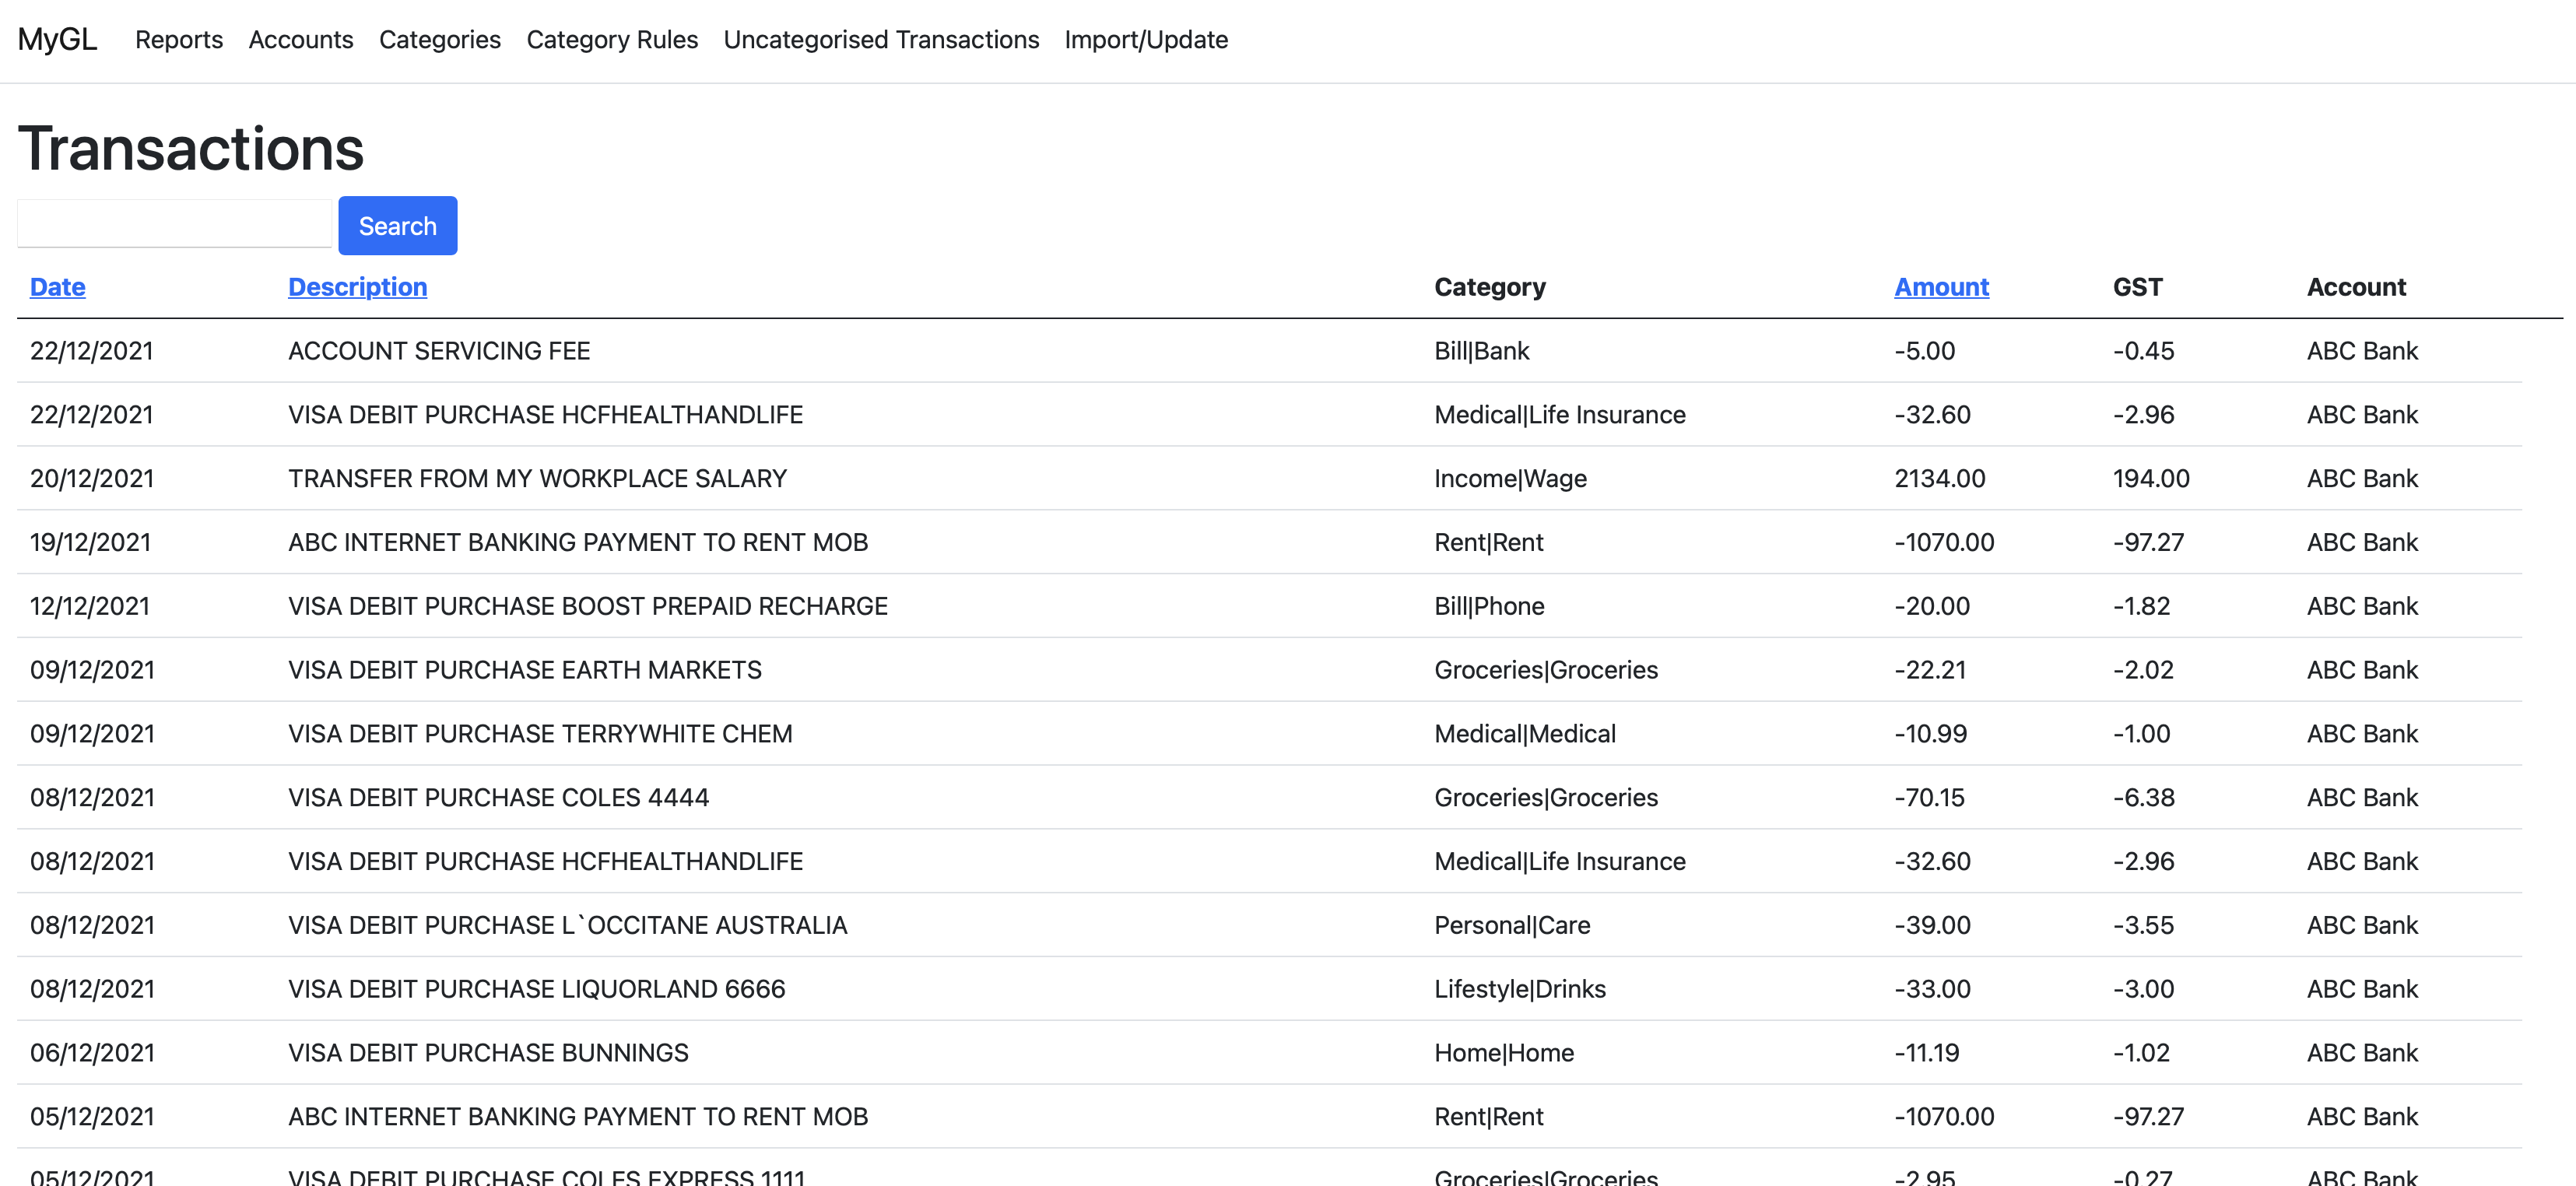 MyGL Reports Accounts Categories Category Rules Uncategorised Transactions Import/Update
Transactions
Search
Date Description Category Amount GST Account
22/12/2021 ACCOUNT SERVICING FEE Bill|Bank -5.00 -0.45 ABC Bank
22/12/2021 VISA DEBIT PURCHASE HCFHEALTHANDLIFE Medical|Life Insurance -32.60 -2.96 ABC Bank
20/12/2021 TRANSFER FROM MY WORKPLACE SALARY Income|Wage 2134.00 194.00 ABC Bank
19/12/2021 ABC INTERNET BANKING PAYMENT TO RENT MOB Rent|Rent -1070.00 -97.27 ABC Bank
12/12/2021 VISA DEBIT PURCHASE BOOST PREPAID RECHARGE Bill|Phone -20.00 -1.82 ABC Bank
09/12/2021 VISA DEBIT PURCHASE EARTH MARKETS Groceries|Groceries -22.21 -2.02 ABC Bank
09/12/2021 VISA DEBIT PURCHASE TERRYWHITE CHEM Medical|Medical -10.99 -1.00 ABC Bank
08/12/2021 VISA DEBIT PURCHASE COLES 4444 Groceries|Groceries -70.15 -6.38 ABC Bank
08/12/2021 VISA DEBIT PURCHASE HCFHEALTHANDLIFE Medical|Life Insurance -32.60 -2.96 ABC Bank
08/12/2021 VISA DEBIT PURCHASE L`OCCITANE AUSTRALIA Personal|Care -39.00 -3.55 ABC Bank
08/12/2021 VISA DEBIT PURCHASE LIQUORLAND 6666 Lifestyle|Drinks -33.00 -3.00 ABC Bank
06/12/2021 VISA DEBIT PURCHASE BUNNINGS Home|Home -11.19 -1.02 ABC Bank
05/12/2021 ABC INTERNET BANKING PAYMENT TO RENT MOB Rent|Rent -1070.00 -97.27 ABC Bank
05/12/2021 VISA DEBIT PURCHASE COLES EXPRESS 1111 Groceries|Groceries -2.95 -0.27 ABC Bank